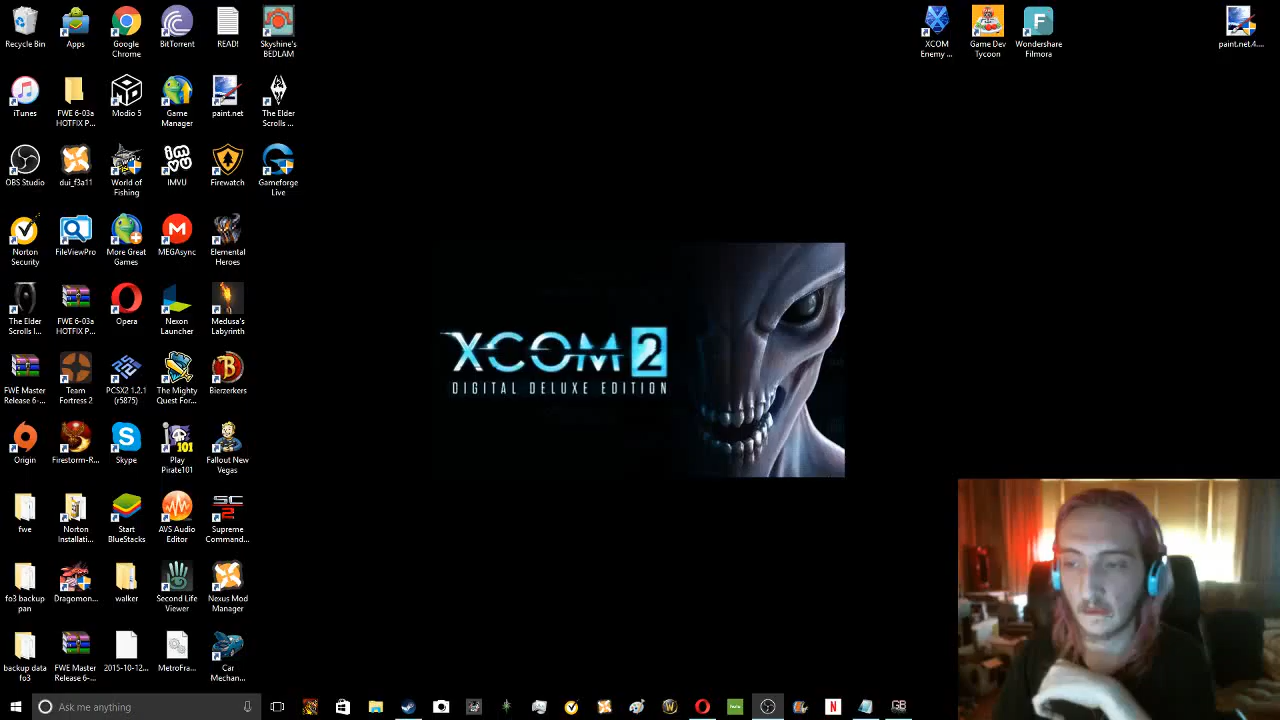 Recycle Bin
Apps
Google
Chrome
BitTorrent
READ!
Skyshine's
BEDLAM
XCOM
Enemy ...
Game Dev
Tycoon
Wondershare
Filmora
paint.net.4....
iTunes
FWE 6-03a
HOTFIX P...
Modio 5
Game
Manager
paint.net
The Elder
Scrolls ...
OBS Studio
dui_f3a11
World of
Fishing
IMVU
Firewatch
Gameforge
Live
Norton
Security
FileViewPro
More Great
Games
MEGAsync
Elemental
Heroes
The Elder
Scrolls I...
FWE 6-03a
HOTFIX P...
Opera
Nexon
Launcher
Medusa's
Labyrinth
XCOM 2
DIGITAL DELUXE EDITION
FWE Master
Release 6-...
Team
Fortress 2
PCSX2 1.2.1
(r5875)
The Mighty
Quest For...
Bierzerkers
Origin
Firestorm-R...
Skype
101
Play
Pirate101
Fallout New
Vegas
fwe
Norton
Installati...
Start
BlueStacks
AVS Audio
Editor
SC
2
Supreme
Command...
fo3 backup
pan
Dragomon...
walker
Second Life
Viewer
Nexus Mod
Manager
backup data
fo3
FWE Master
Release 6-...
2015-10-12...
MetroFra...
Car
Mechan...
Ask me anything